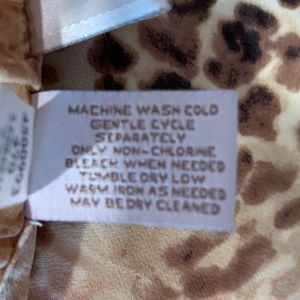 MACHINE WASH COLD
GENTLE CYCLE
SEPARATELY
ONLY NON-CHLORINE
BLEACH WHEN NEEDED
TUMBLE DRY LOW
WARM IRON AS NEEDED
MAY BE DRY CLEANED